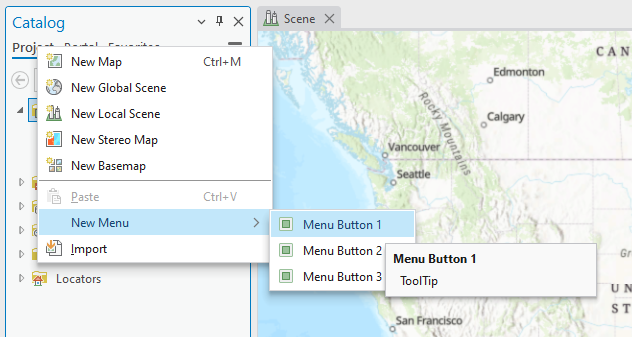 Catalog
Scene
Project Portal Favorites
New Map Ctrl+M
New Global Scene
New Local Scene
New Stereo Map
New Basemap
Paste Ctrl+V
New Menu
Import
Locators
Menu Button 1
Menu Button 2
Menu Button 3
Menu Button 1
ToolTip
Edmonton
Calgary
Rocky Mountains
Vancouver
Seattle
San Francisco
CAN
UN
STA